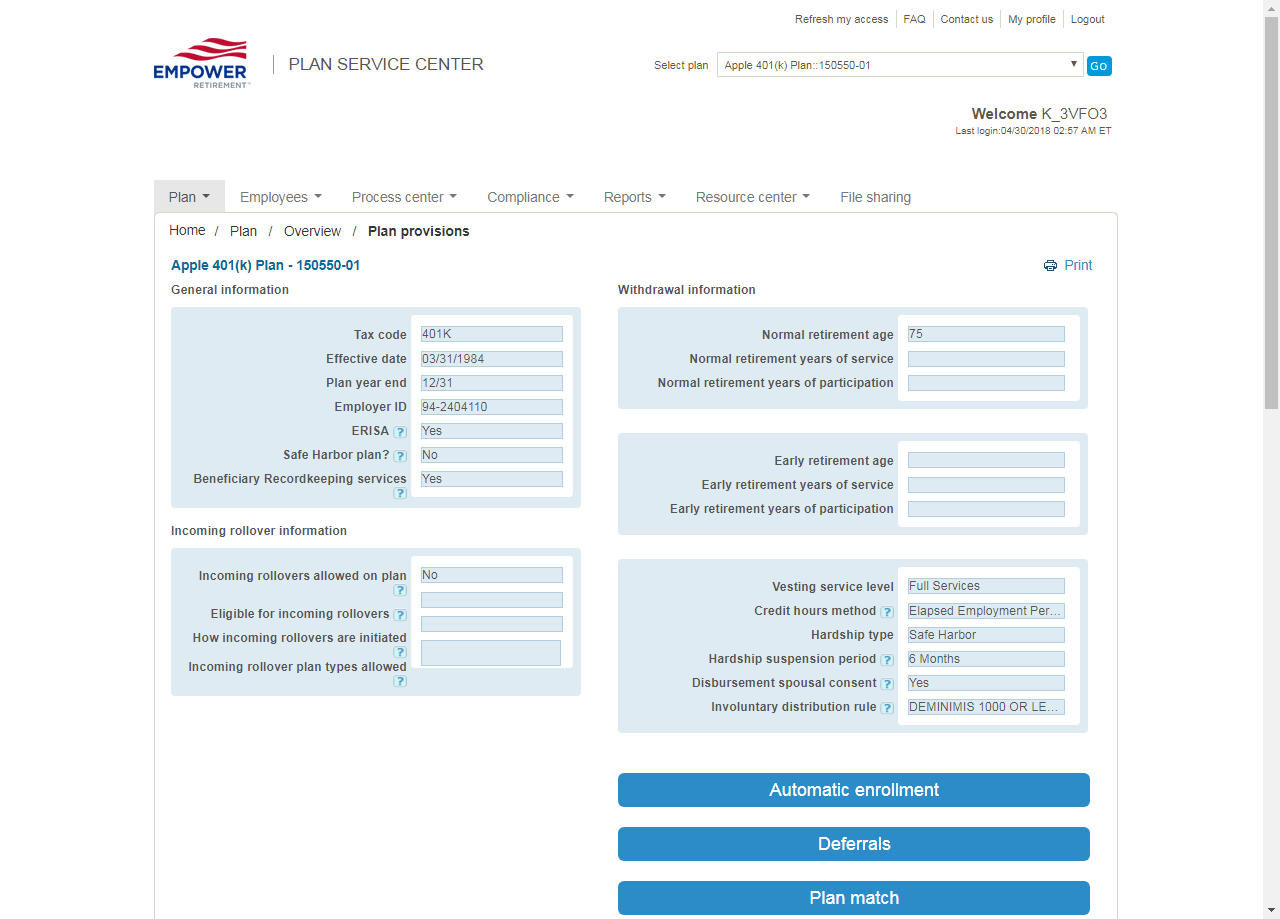 Refresh my access FAQ Contact us My profile Logout
EMPOWER
RETIREMENT™
PLAN SERVICE CENTER
Select plan Apple 401(k) Plan::150550-01 Go
Welcome K_3VFO3
Last login:04/30/2018 02:57 AM ET
Plan Employees Process center Compliance Reports Resource center File sharing
Home / Plan / Overview / Plan provisions
Apple 401(k) Plan - 150550-01
Print
General information
Tax code 401K
Effective date 03/31/1984
Plan year end 12/31
Employer ID 94-2404110
ERISA ? Yes
Safe Harbor plan? ? No
Beneficiary Recordkeeping services Yes
?
Incoming rollover information
Incoming rollovers allowed on plan No
?
Eligible for incoming rollovers ?
How incoming rollovers are initiated
?
Incoming rollover plan types allowed
?
Withdrawal information
Normal retirement age 75
Normal retirement years of service
Normal retirement years of participation
Early retirement age
Early retirement years of service
Early retirement years of participation
Vesting service level Full Services
Credit hours method ? Elapsed Employment Per...
Hardship type Safe Harbor
Hardship suspension period ? 6 Months
Disbursement spousal consent ? Yes
Involuntary distribution rule ? DEMINIMIS 1000 OR LE...
Automatic enrollment
Deferrals
Plan match